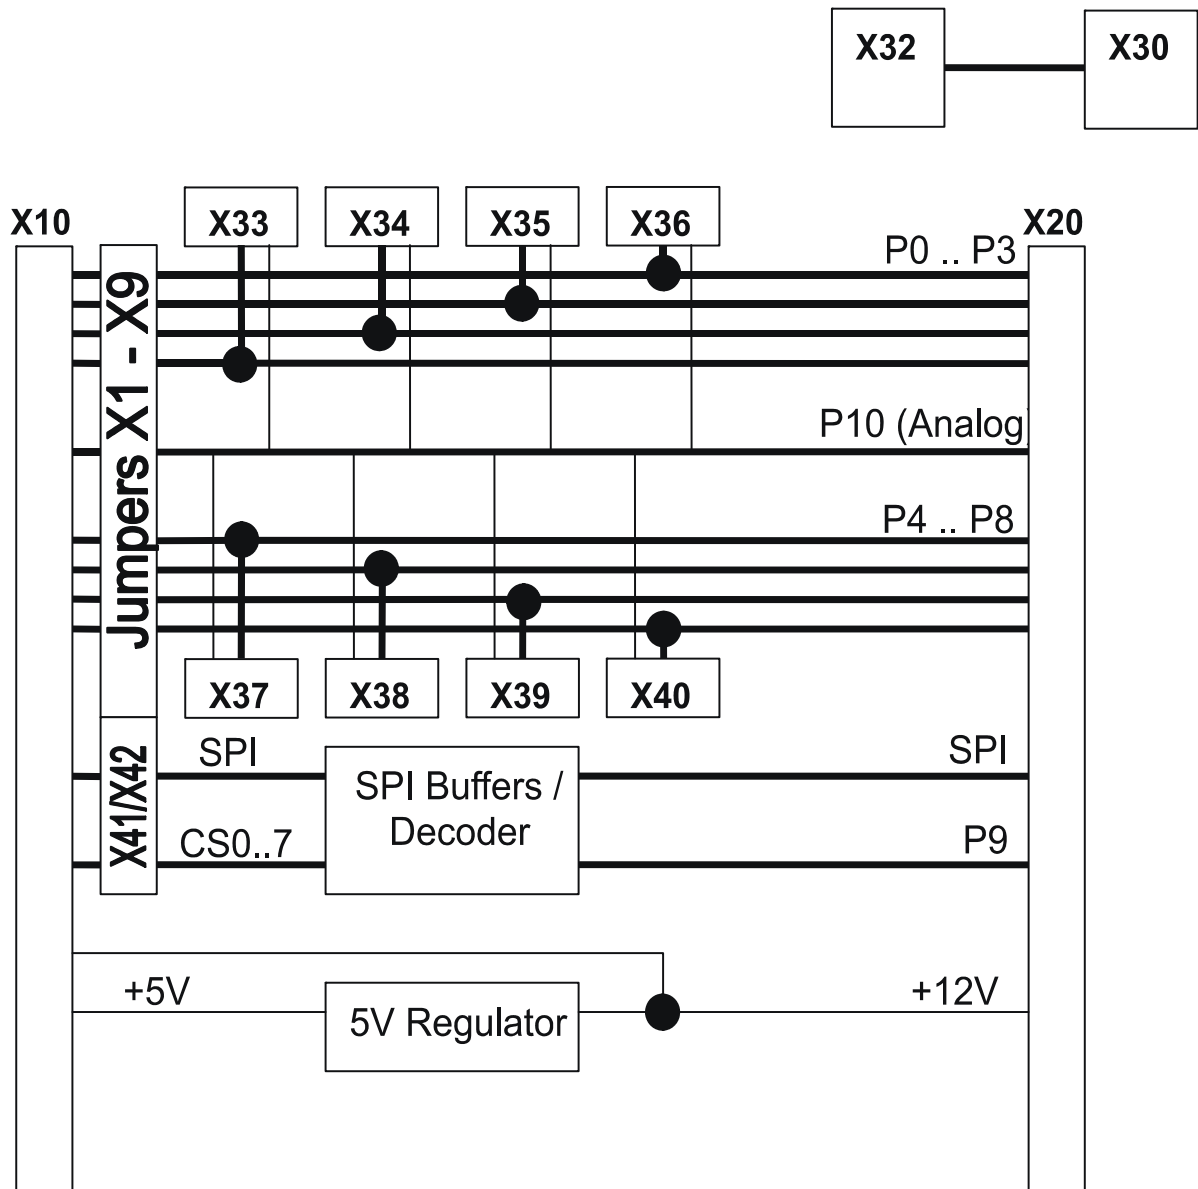 X32
X30
X33
X34
X35
X36
X10
X20
P0 .. P3
Jumpers X1 - X9
P10 (Analog)
P4 .. P8
X37
X38
X39
X40
X41/X42
SPI
SPI Buffers /
Decoder
SPI
CS0..7
P9
+5V
5V Regulator
+12V